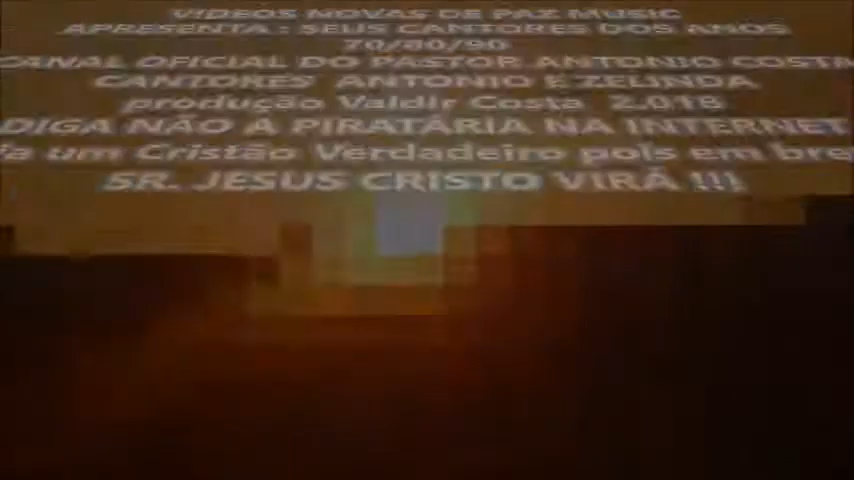 VIDEOS NOVAS DE PAZ MUSIC
APRESENTA : SEUS CANTORES DOS AMOS
70/80/90
CANAL OFICIAL DO PASTOR ANTONIO COSTA
CANTORES ANTONIO E ZELINDA
produção Valdir Costa 2.018
DIGA NÃO A PIRATÁRIA NA INTERNET
um Cristão Verdadeiro pois em
SR. JESUS CRISTO VIRÁ !!!